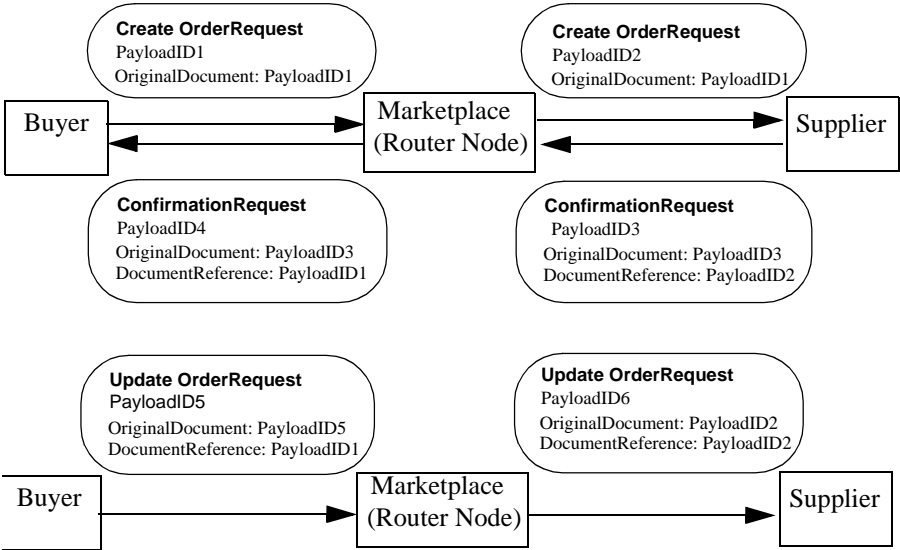 Create OrderRequest
PayloadID1
OriginalDocument: PayloadID1
Create OrderRequest
PayloadID2
OriginalDocument: PayloadID1
Buyer
Marketplace
(Router Node)
Supplier
ConfirmationRequest
PayloadID4
OriginalDocument: PayloadID3
DocumentReference: PayloadID1
ConfirmationRequest
PayloadID3
OriginalDocument: PayloadID3
DocumentReference: PayloadID2
Update OrderRequest
PayloadID5
OriginalDocument: PayloadID5
DocumentReference: PayloadID1
Update OrderRequest
PayloadID6
OriginalDocument: PayloadID2
DocumentReference: PayloadID2
Buyer
Marketplace
(Router Node)
Supplier